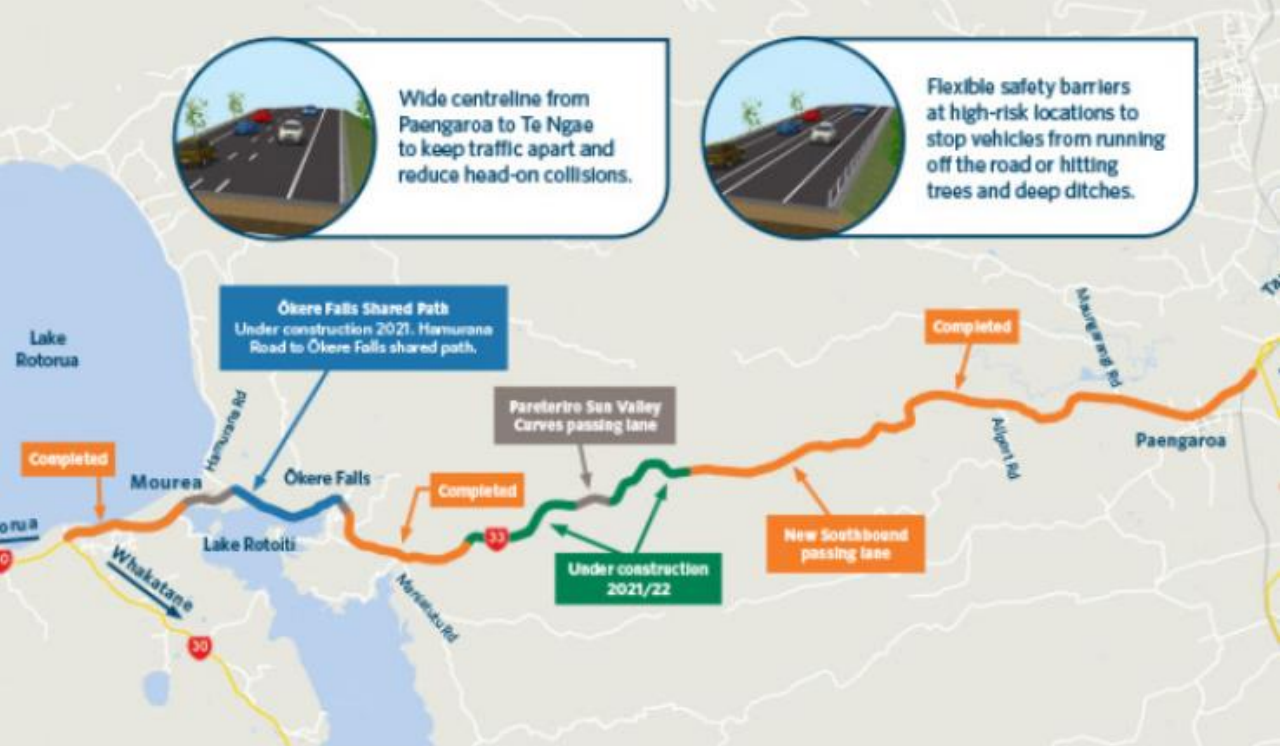 Wide centreline from
Paengaroa to Te Ngae
to keep traffic apart and
reduce head-on collisions.
Flexible safety barriers
at high-risk locations to
stop vehicles from running
off the road or hitting
trees and deep ditches.
Lake
Rotorua
Ōkere Falls Shared Path
Under construction 2021. Hamurana
Road to Ōkere Falls shared path.
Completed
Maungarangi Rd
Pareteriro Sun Valley
Curves passing lane
Hamurana Rd
Completed
Mourea
Ōkere Falls
Completed
Allport Rd
Paengaroa
orua
Lake Rotoiti
33
New Southbound
passing lane
Under construction
2021/22
Whakatane
30